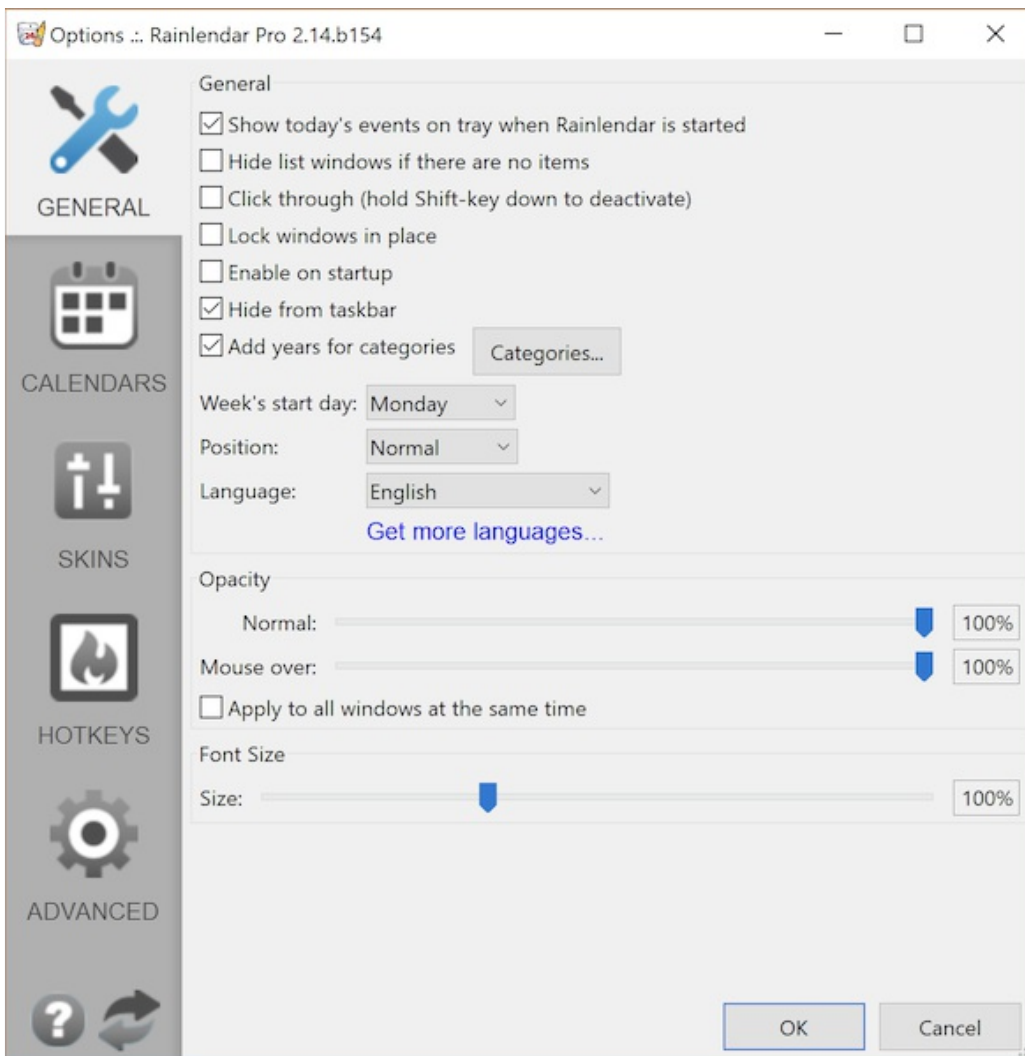 Options .:. Rainlendar Pro 2.14.b154
GENERAL
CALENDARS
SKINS
HOTKEYS
ADVANCED
?
General
Show today's events on tray when Rainlendar is started
Hide list windows if there are no items
Click through (hold Shift-key down to deactivate)
Lock windows in place
Enable on startup
Hide from taskbar
Add years for categories Categories...
Week's start day: Monday
Position: Normal
Language: English
Get more languages...
Opacity
Normal: 100%
Mouse over: 100%
Apply to all windows at the same time
Font Size
Size: 100%
OK Cancel